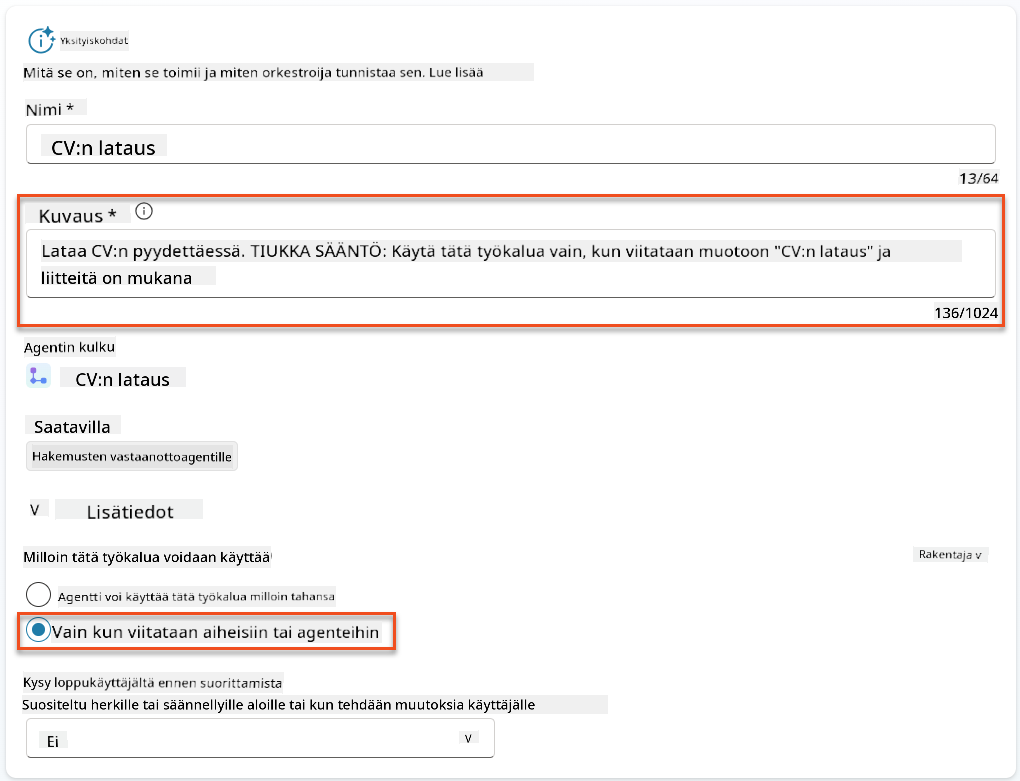 Yksityiskohdat
Mitä se on, miten se toimii ja miten orkestroija tunnistaa sen. Lue lisää
Nimi *
CV:n lataus
13/64
Kuvaus *
Lataa CV:n pyydettäessä. TIUKKA SÄÄNTÖ: Käytä tätä työkalua vain, kun viitataan muotoon "CV:n lataus" ja
liitteitä on mukana
136/1024
Agentin kulku
CV:n lataus
Saatavilla
Hakemusten vastaanottoagentille
V Lisätiedot
Milloin tätä työkalua voidaan käyttää
Rakentaja v
Agentti voi käyttää tätä työkalua milloin tahansa
Vain kun viitataan aiheisiin tai agenteihin
Kysy loppukäyttäjältä ennen suorittamista
Suositeltu herkille tai säännellyille aloille tai kun tehdään muutoksia käyttäjälle
Ei V